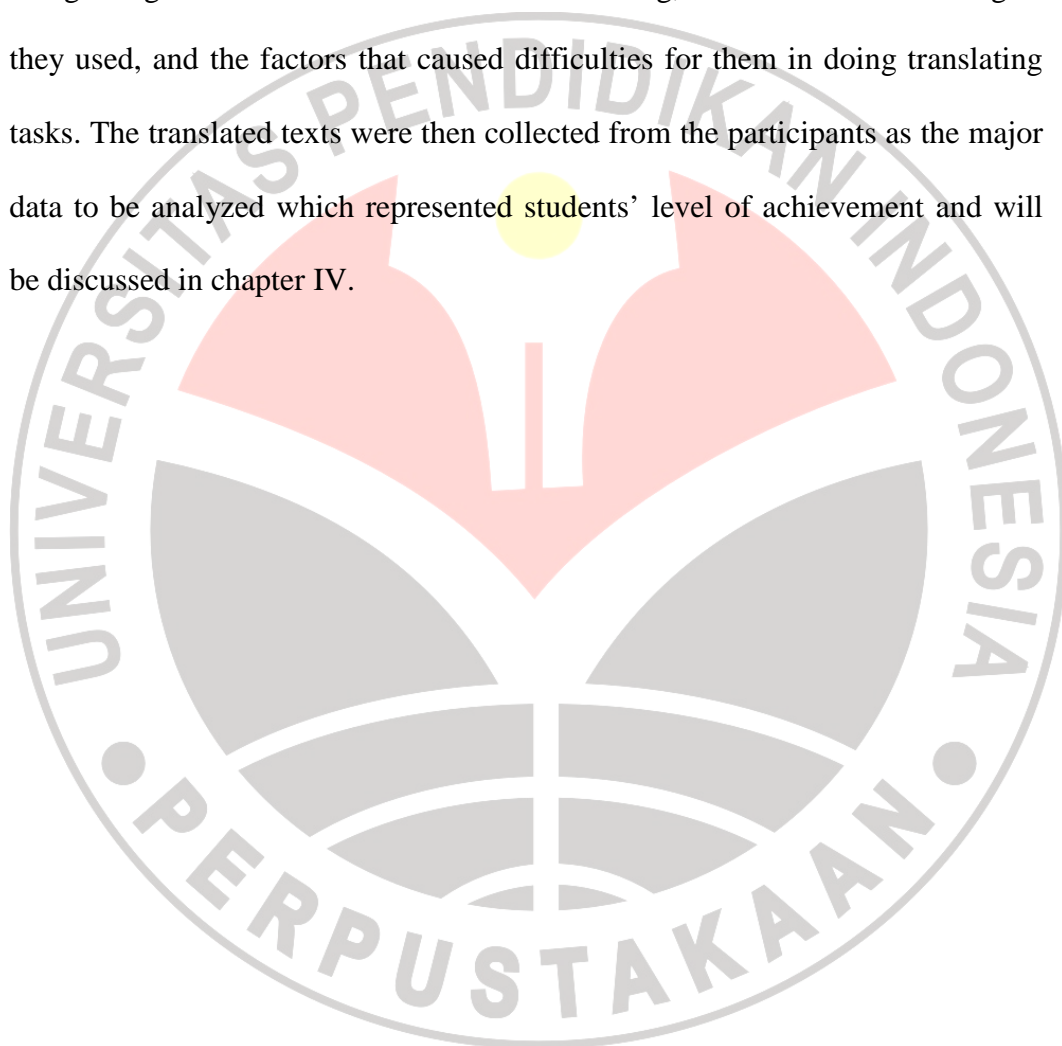 they used, and the factors that caused difficulties for them in doing translating
tasks. The translated texts were then collected from the participants as the major
data to be analyzed which represented students’ level of achievement and will
be discussed in chapter IV.
UNIVERSITAS PENDIDIKAN INDONESIA
PERPUSTAKAAN